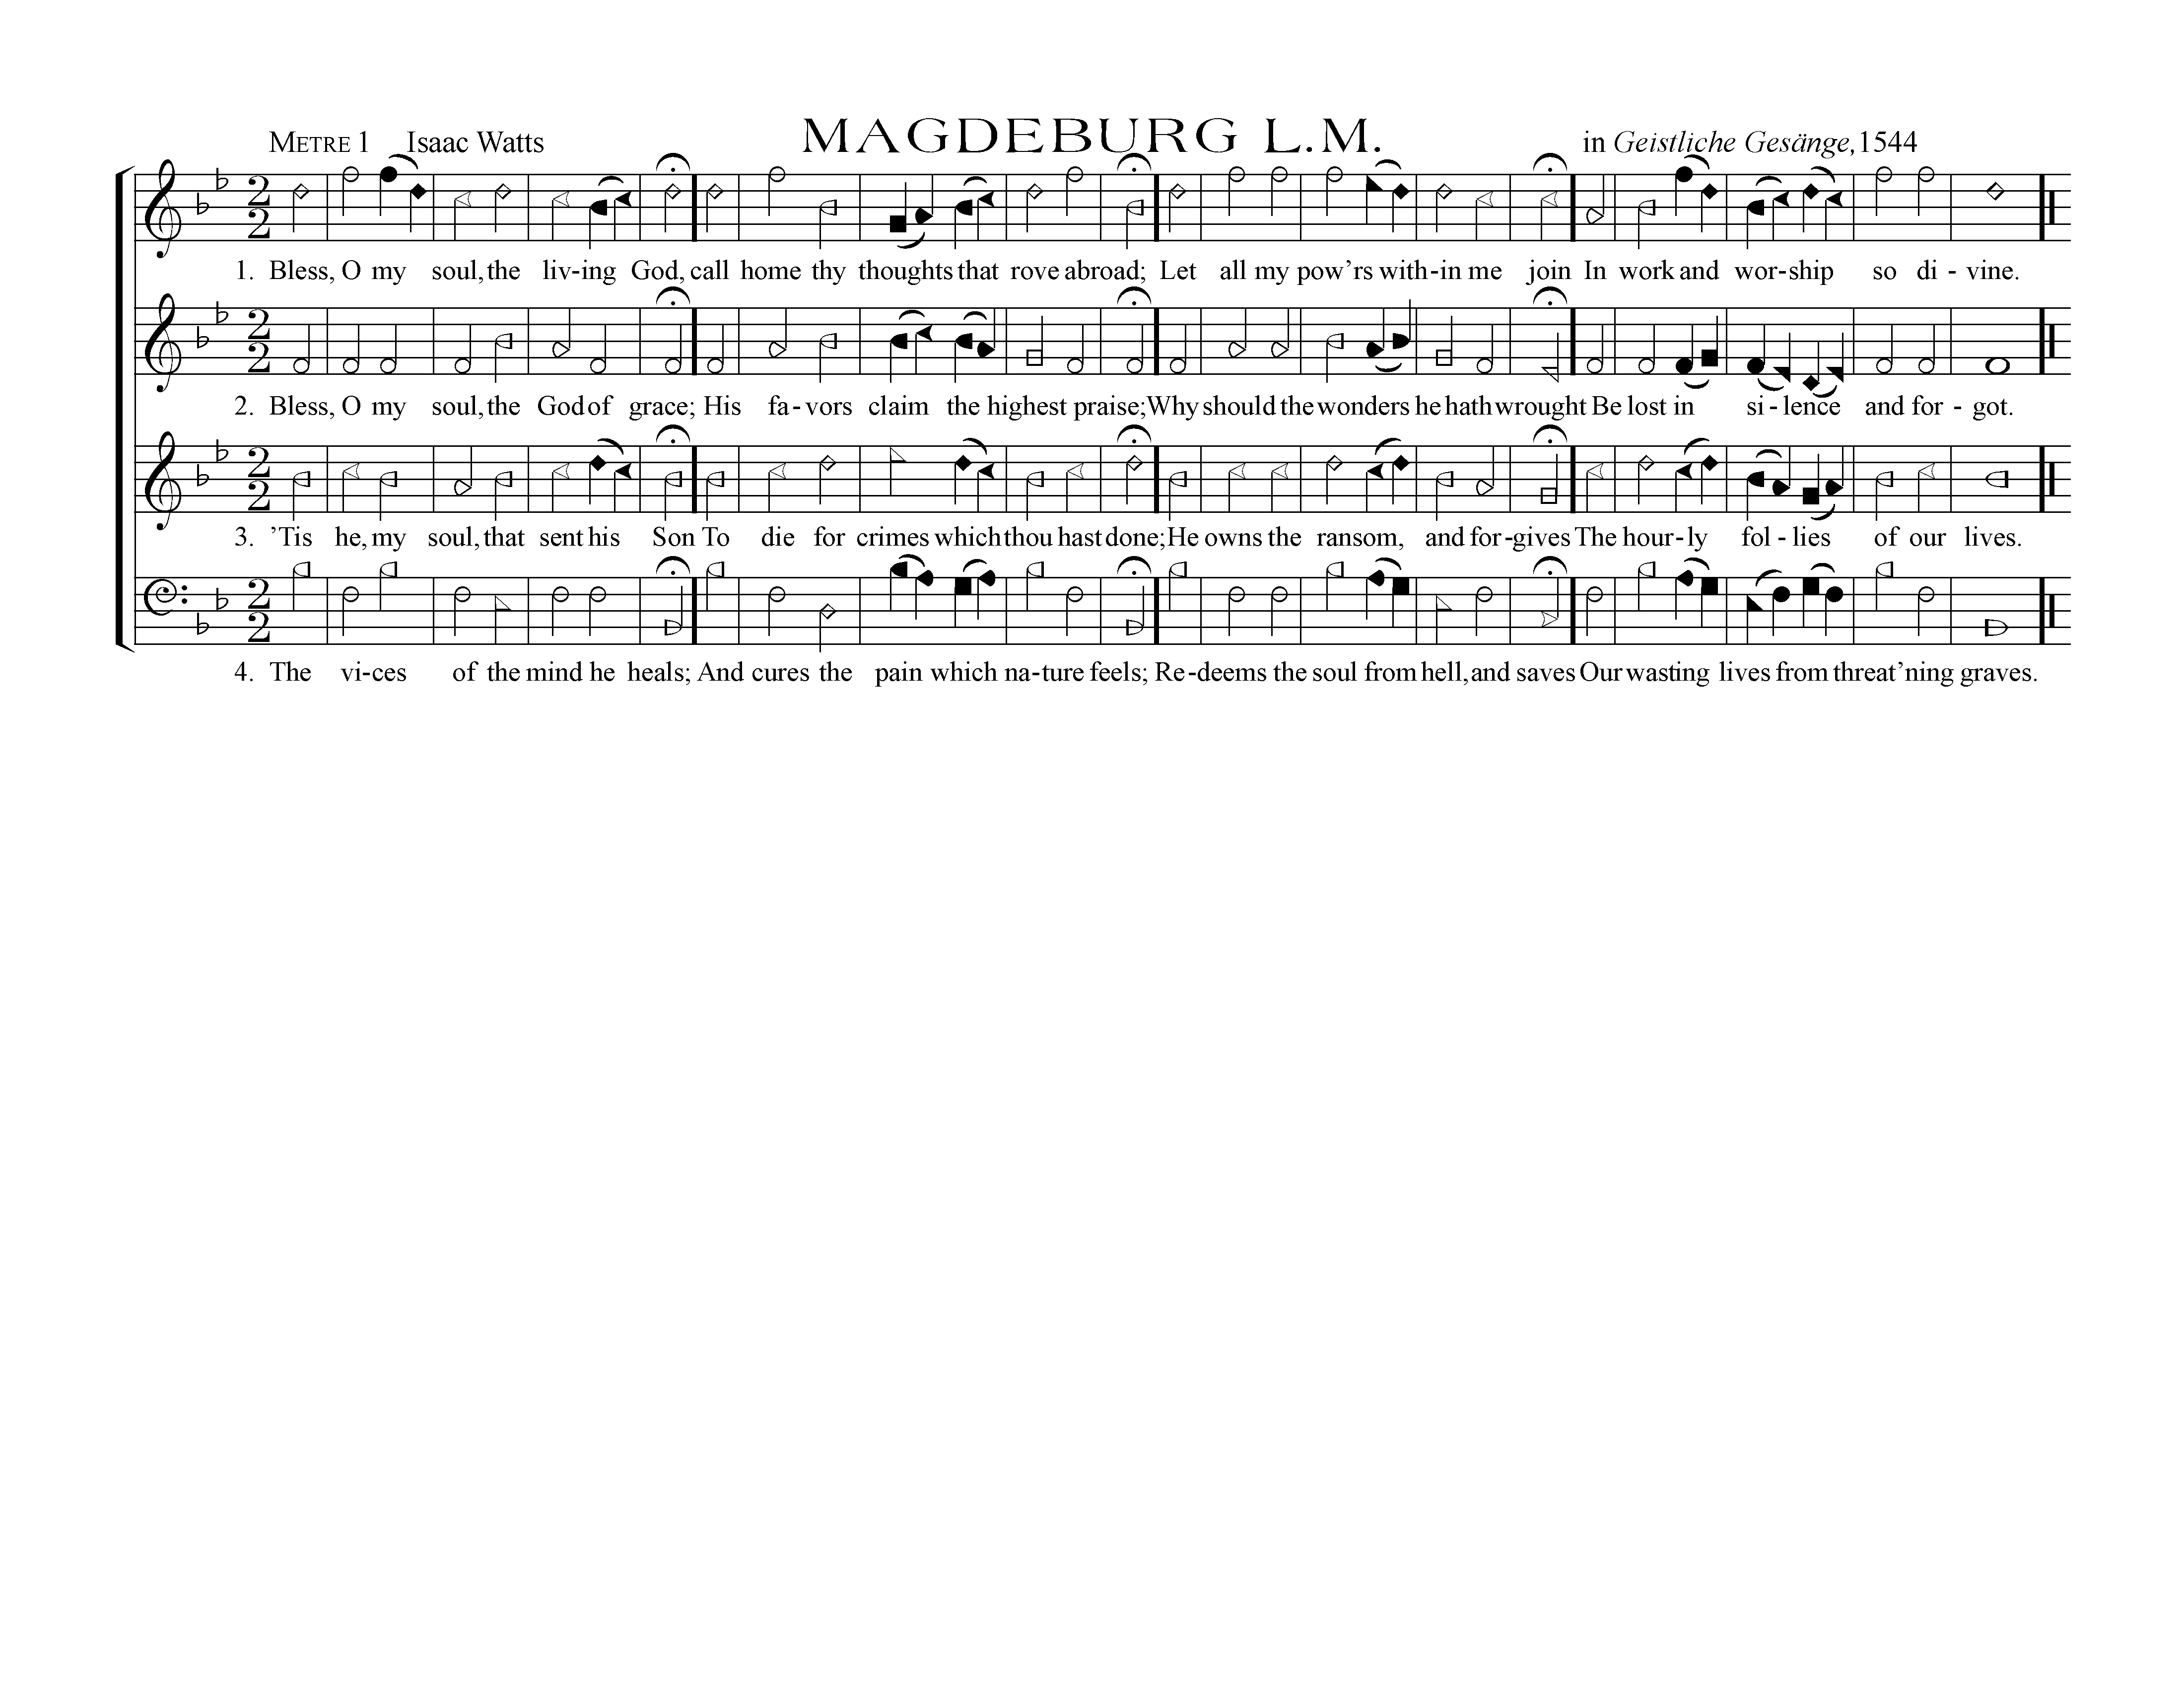 METRE 1 Isaac Watts MAGDEBURG L.M. in Geistliche Gesänge, 1544
1. Bless, O my soul, the liv-ing God, call home thy thoughts that rove abroad; Let all my pow'rs with-in me join In work and wor-ship so di - vine.
2. Bless, O my soul, the God of grace; His fa-vors claim the highest praise; Why should the wonders he hath wrought Be lost in si-lence and for - got.
3. 'Tis he, my soul, that sent his Son To die for crimes which thou hast done; He owns the ransom, and for-gives The hour-ly fol-lies of our lives.
4. The vi-ces of the mind he heals; And cures the pain which na-ture feels; Re-deems the soul from hell, and saves Our wasting lives from threat'ning graves.